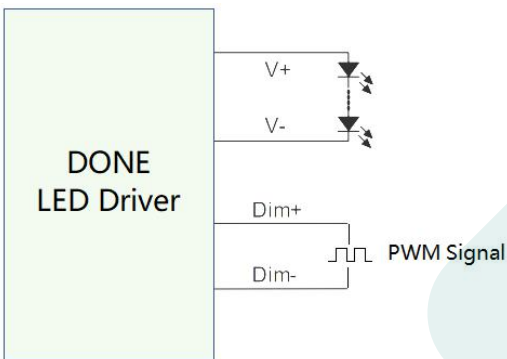 V+
V-
DONE
LED Driver
Dim+
PWM Signal
Dim-